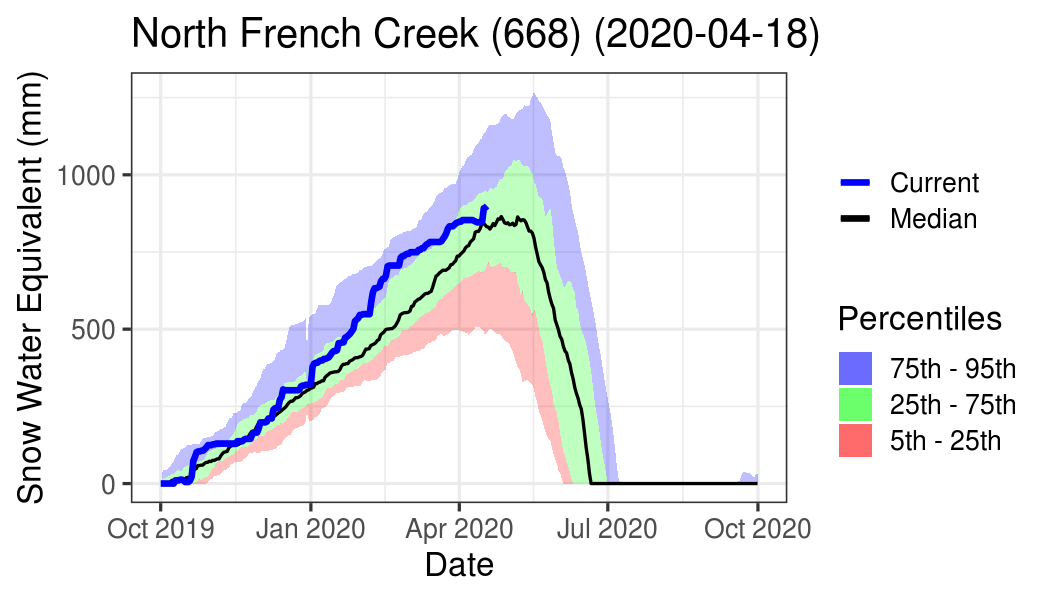 North French Creek (668) (2020-04-18)
Snow Water Equivalent (mm)
1000
500
0
Oct 2019
Jan 2020
Apr 2020
Jul 2020
Oct 2020
Date
Current
Median
Percentiles
75th - 95th
25th - 75th
5th - 25th